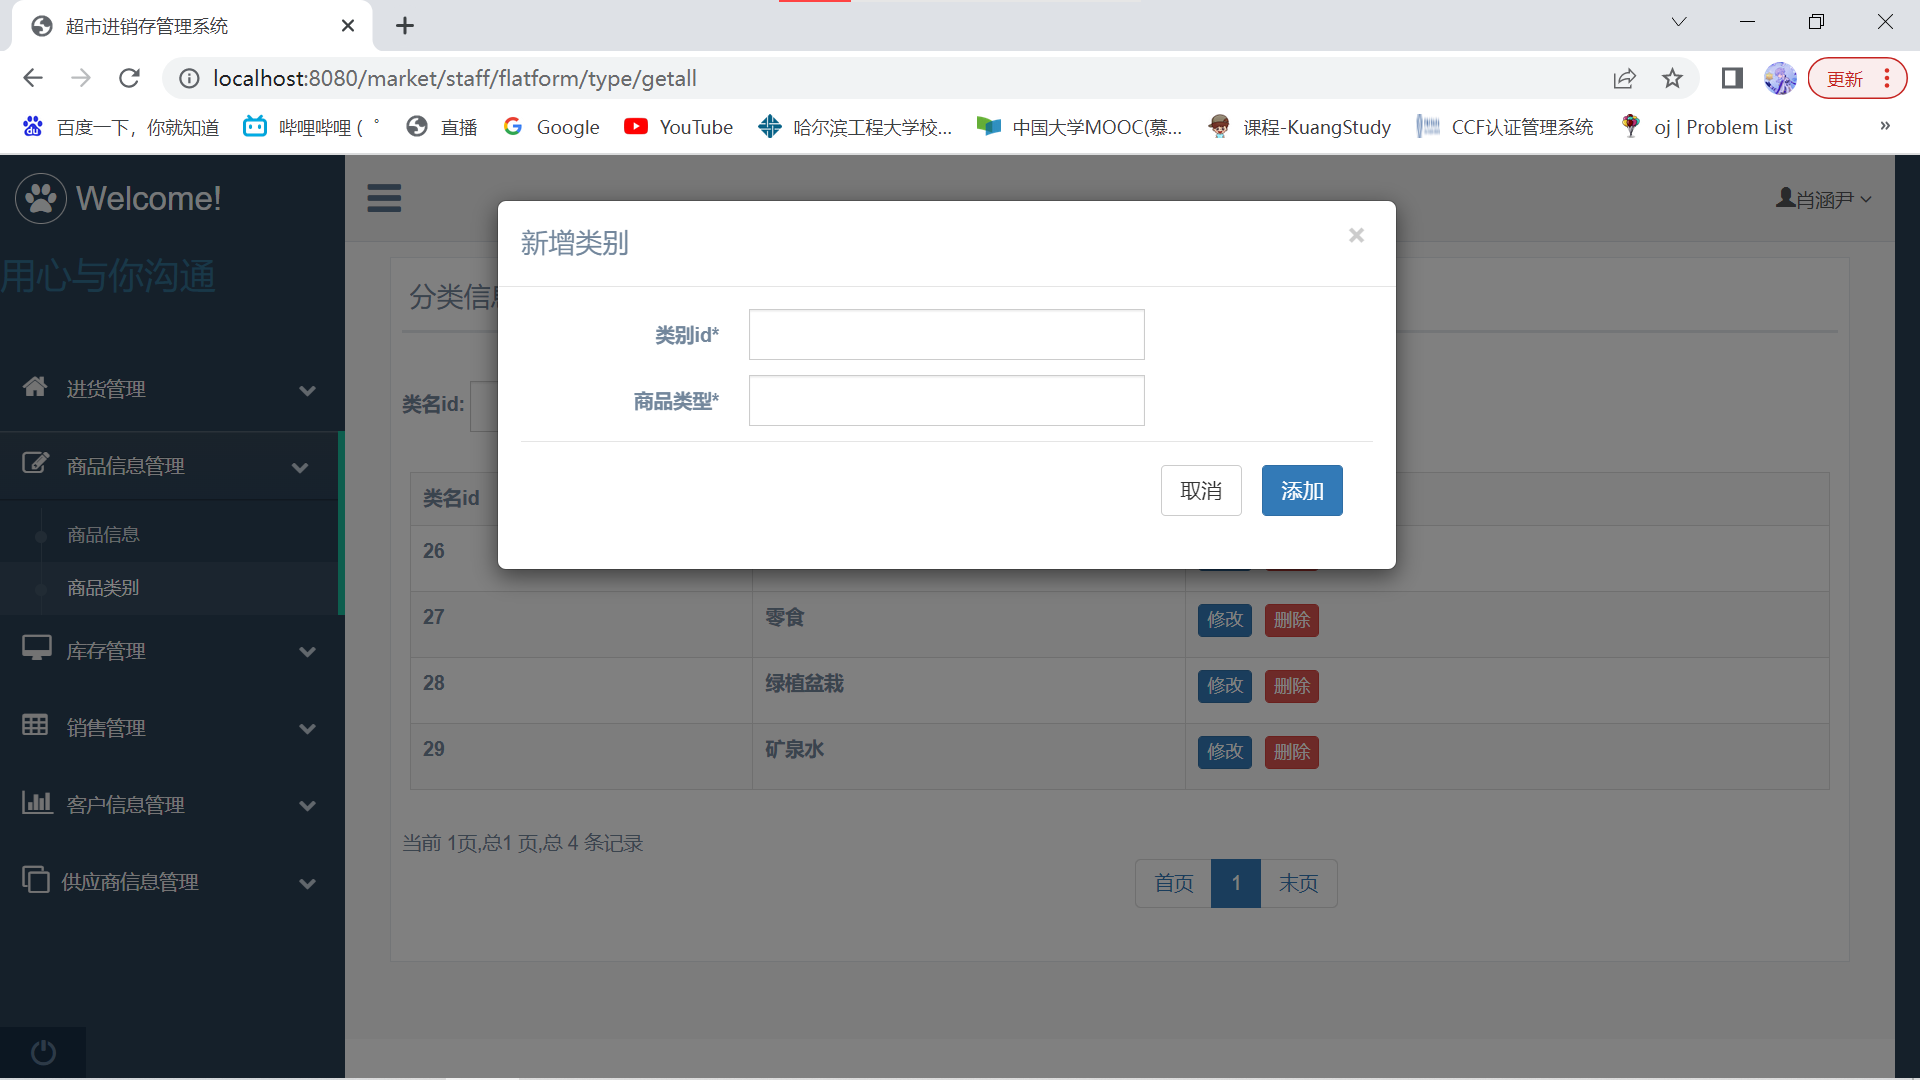 超市进销存管理系统
localhost:8080/market/staff/flatform/type/getall
更新
百度一下，你就知道
哔哩哔哩 ( ゜
直播
Google
YouTube
哈尔滨工程大学校...
中国大学MOOC(慕...
课程-KuangStudy
CCF认证管理系统
oj | Problem List
»
Welcome!
用心与你沟通
进货管理
商品信息管理
商品信息
商品类别
库存管理
销售管理
客户信息管理
供应商信息管理
肖涵尹
分类信
新增类别
×
类别id*
商品类型*
取消
添加
类名id:
类名id
26
27 零食 修改 删除
28 绿植盆栽 修改 删除
29 矿泉水 修改 删除
当前 1页,总1 页,总 4 条记录
首页 1 末页